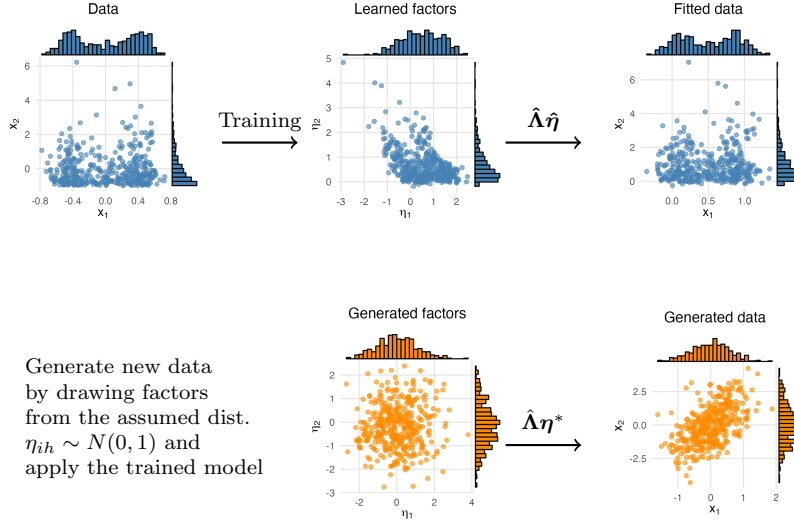 Data
Learned factors
Fitted data
6
4
2
0
x2
-0.8 -0.4 0.0 0.4 0.8
x1
Training
5
4
3
2
1
0
η2
-3 -2 -1 0 1 2
η1
Λ̂η̂
6
4
2
0
x2
0.0 0.5 1.0
x1
Generate new data
by drawing factors
from the assumed dist.
ηih ∼ N(0, 1) and
apply the trained model
Generated factors
2
1
0
-1
-2
-3
η2
-2 0 2 4
η1
Λ̂η*
Generated data
2.5
0.0
-2.5
x2
-1 0 1 2
x1